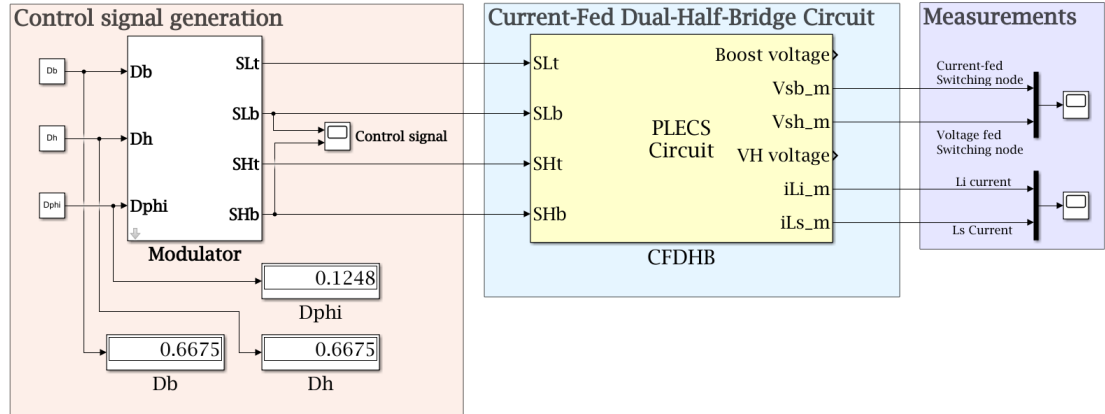 Control signal generation
Db
Db
Dh
Dh
Dphi
Dphi
SLt
SLb
SHt
SHb
Modulator
Control signal
0.1248
Dphi
0.6675
Db
0.6675
Dh
Current-Fed Dual-Half-Bridge Circuit
SLt
SLb
SHt
SHb
PLECS
Circuit
Boost voltage
Vsb_m
Vsh_m
VH voltage
iLi_m
iLs_m
CFDHB
Measurements
Current-fed
Switching node
Voltage fed
Switching node
Li current
Ls Current